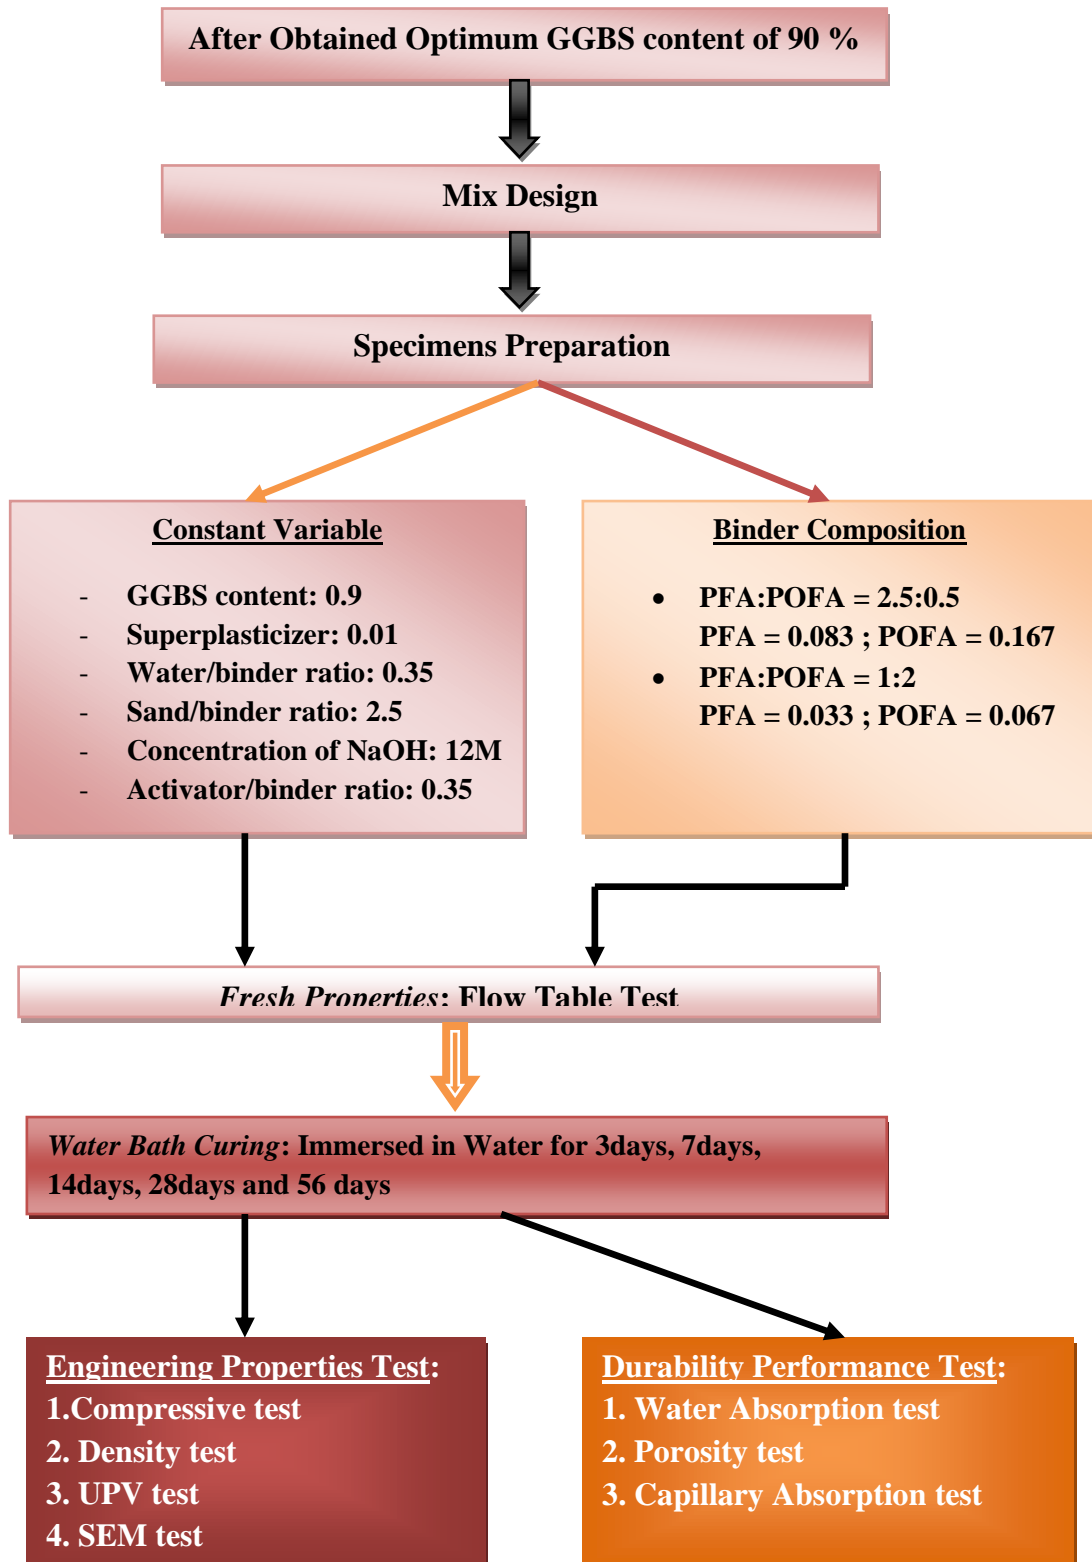 After Obtained Optimum GGBS content of 90 %
Mix Design
Specimens Preparation
Constant Variable
- GGBS content: 0.9
- Superplasticizer: 0.01
- Water/binder ratio: 0.35
- Sand/binder ratio: 2.5
- Concentration of NaOH: 12M
- Activator/binder ratio: 0.35
Binder Composition
• PFA:POFA = 2.5:0.5
PFA = 0.083 ; POFA = 0.167
• PFA:POFA = 1:2
PFA = 0.033 ; POFA = 0.067
Fresh Properties: Flow Table Test
Water Bath Curing: Immersed in Water for 3days, 7days,
14days, 28days and 56 days
Engineering Properties Test:
1.Compressive test
2. Density test
3. UPV test
4. SEM test
Durability Performance Test:
1. Water Absorption test
2. Porosity test
3. Capillary Absorption test